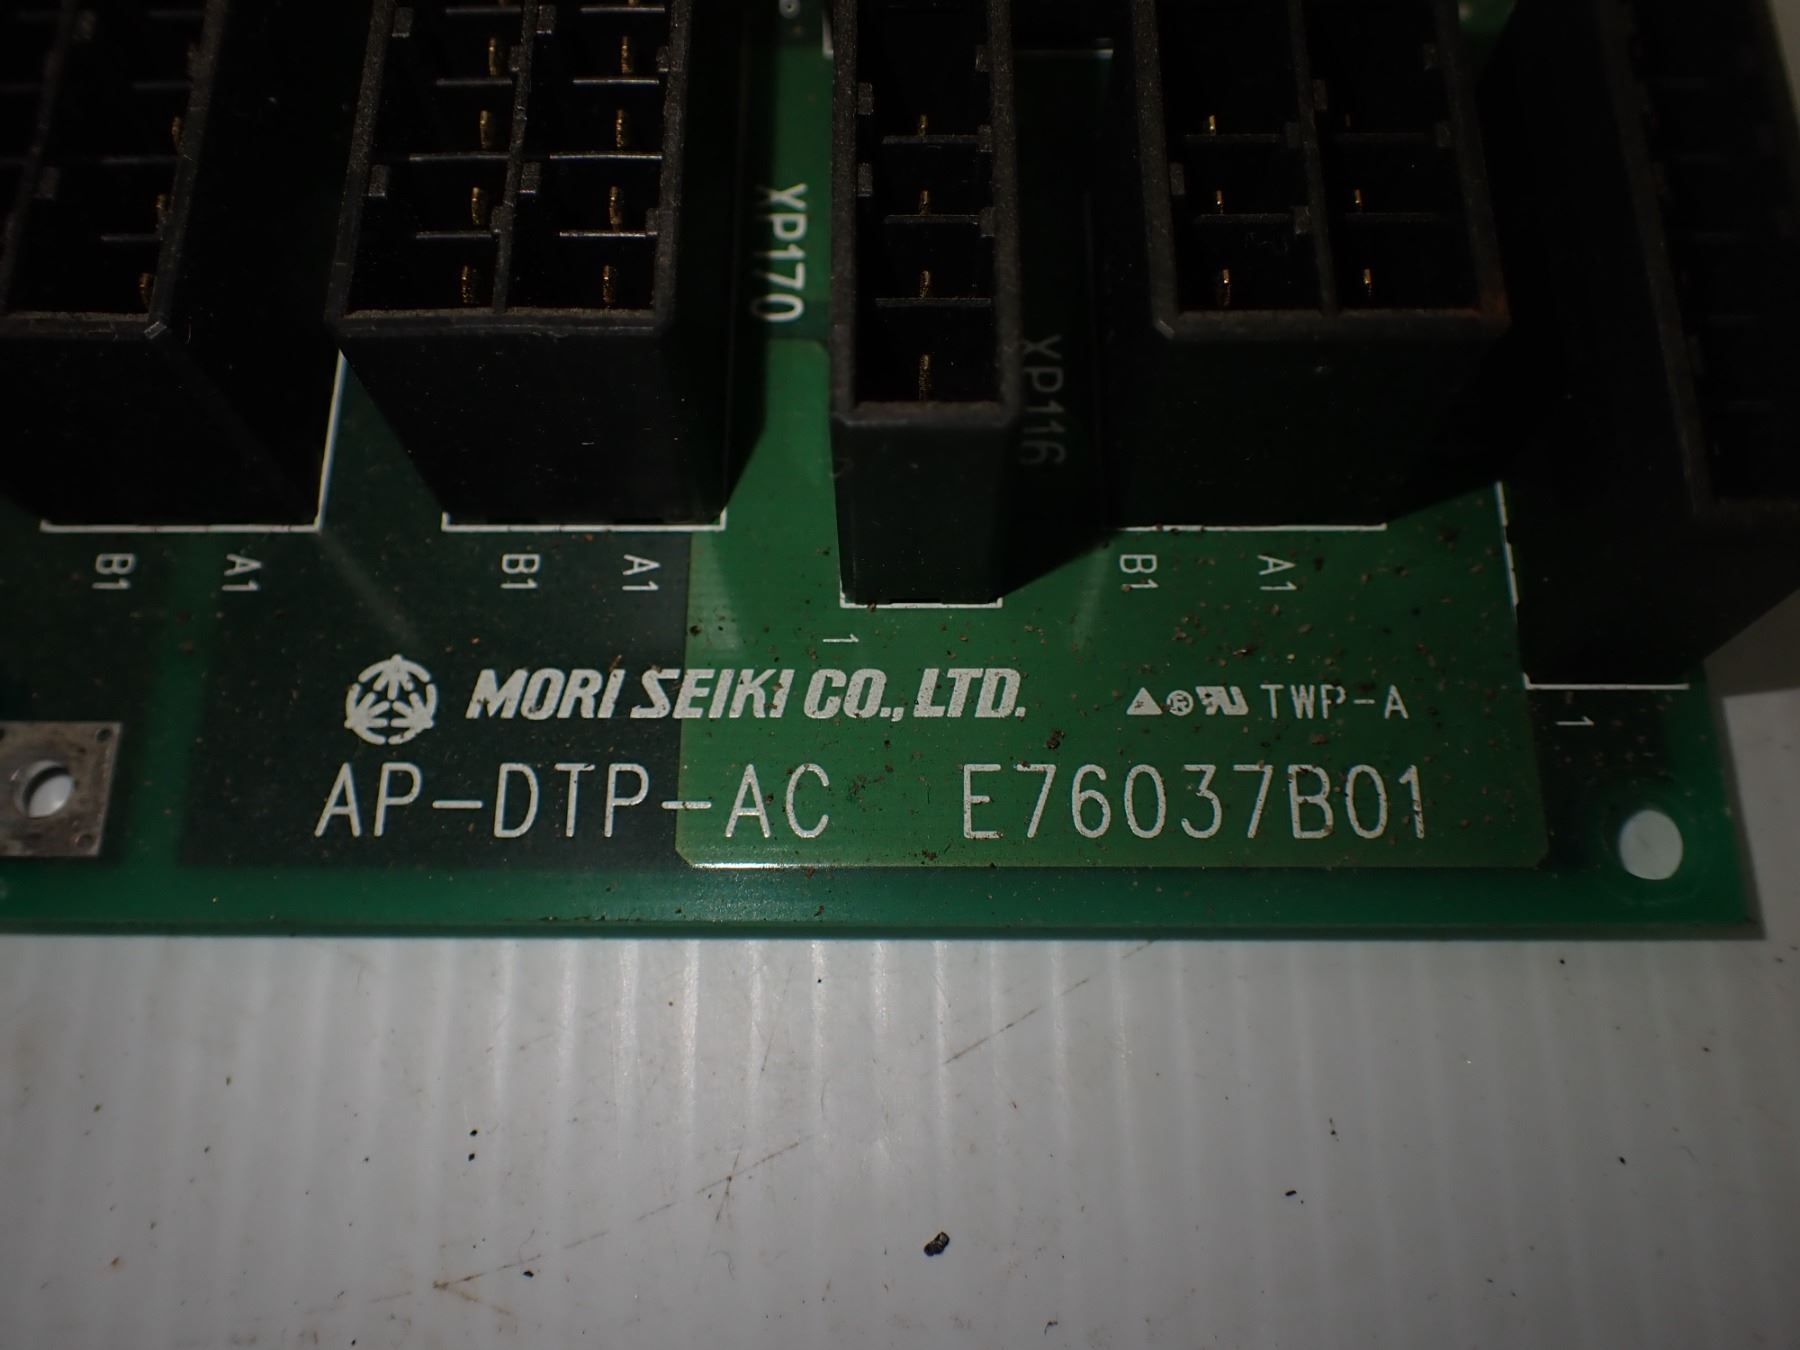 XP170
XP116
B1 A1 B1 A1 B1 A1
1
MORI SEIKI CO., LTD. ® TWP-A
1
AP-DTP-AC E76037B01